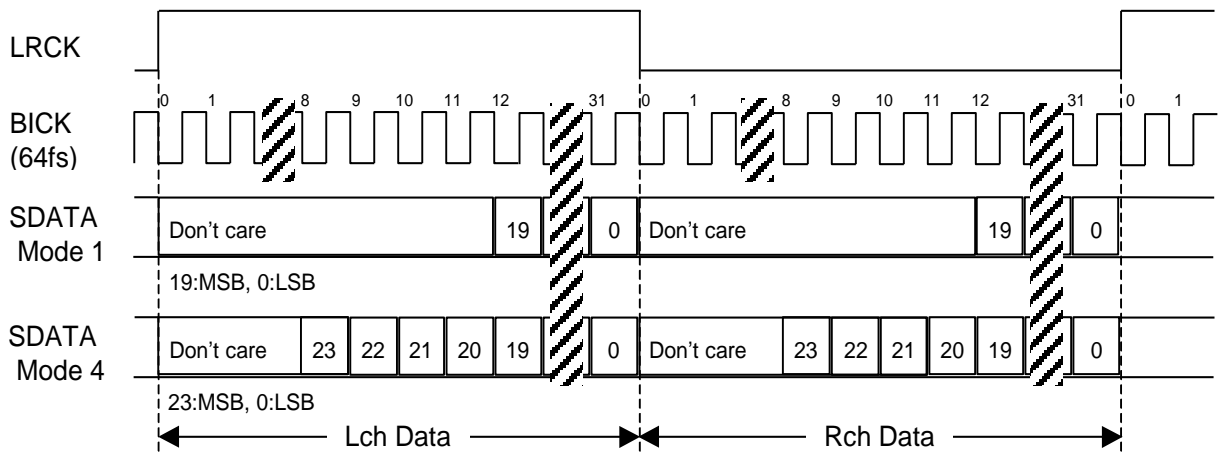 LRCK
0 1 8 9 10 11 12 31 0 1 8 9 10 11 12 31 0 1
BICK
(64fs)
SDATA
Mode 1
Don't care 19 0 Don't care 19 0
19:MSB, 0:LSB
SDATA
Mode 4
Don't care 23 22 21 20 19 0 Don't care 23 22 21 20 19 0
23:MSB, 0:LSB
Lch Data Rch Data